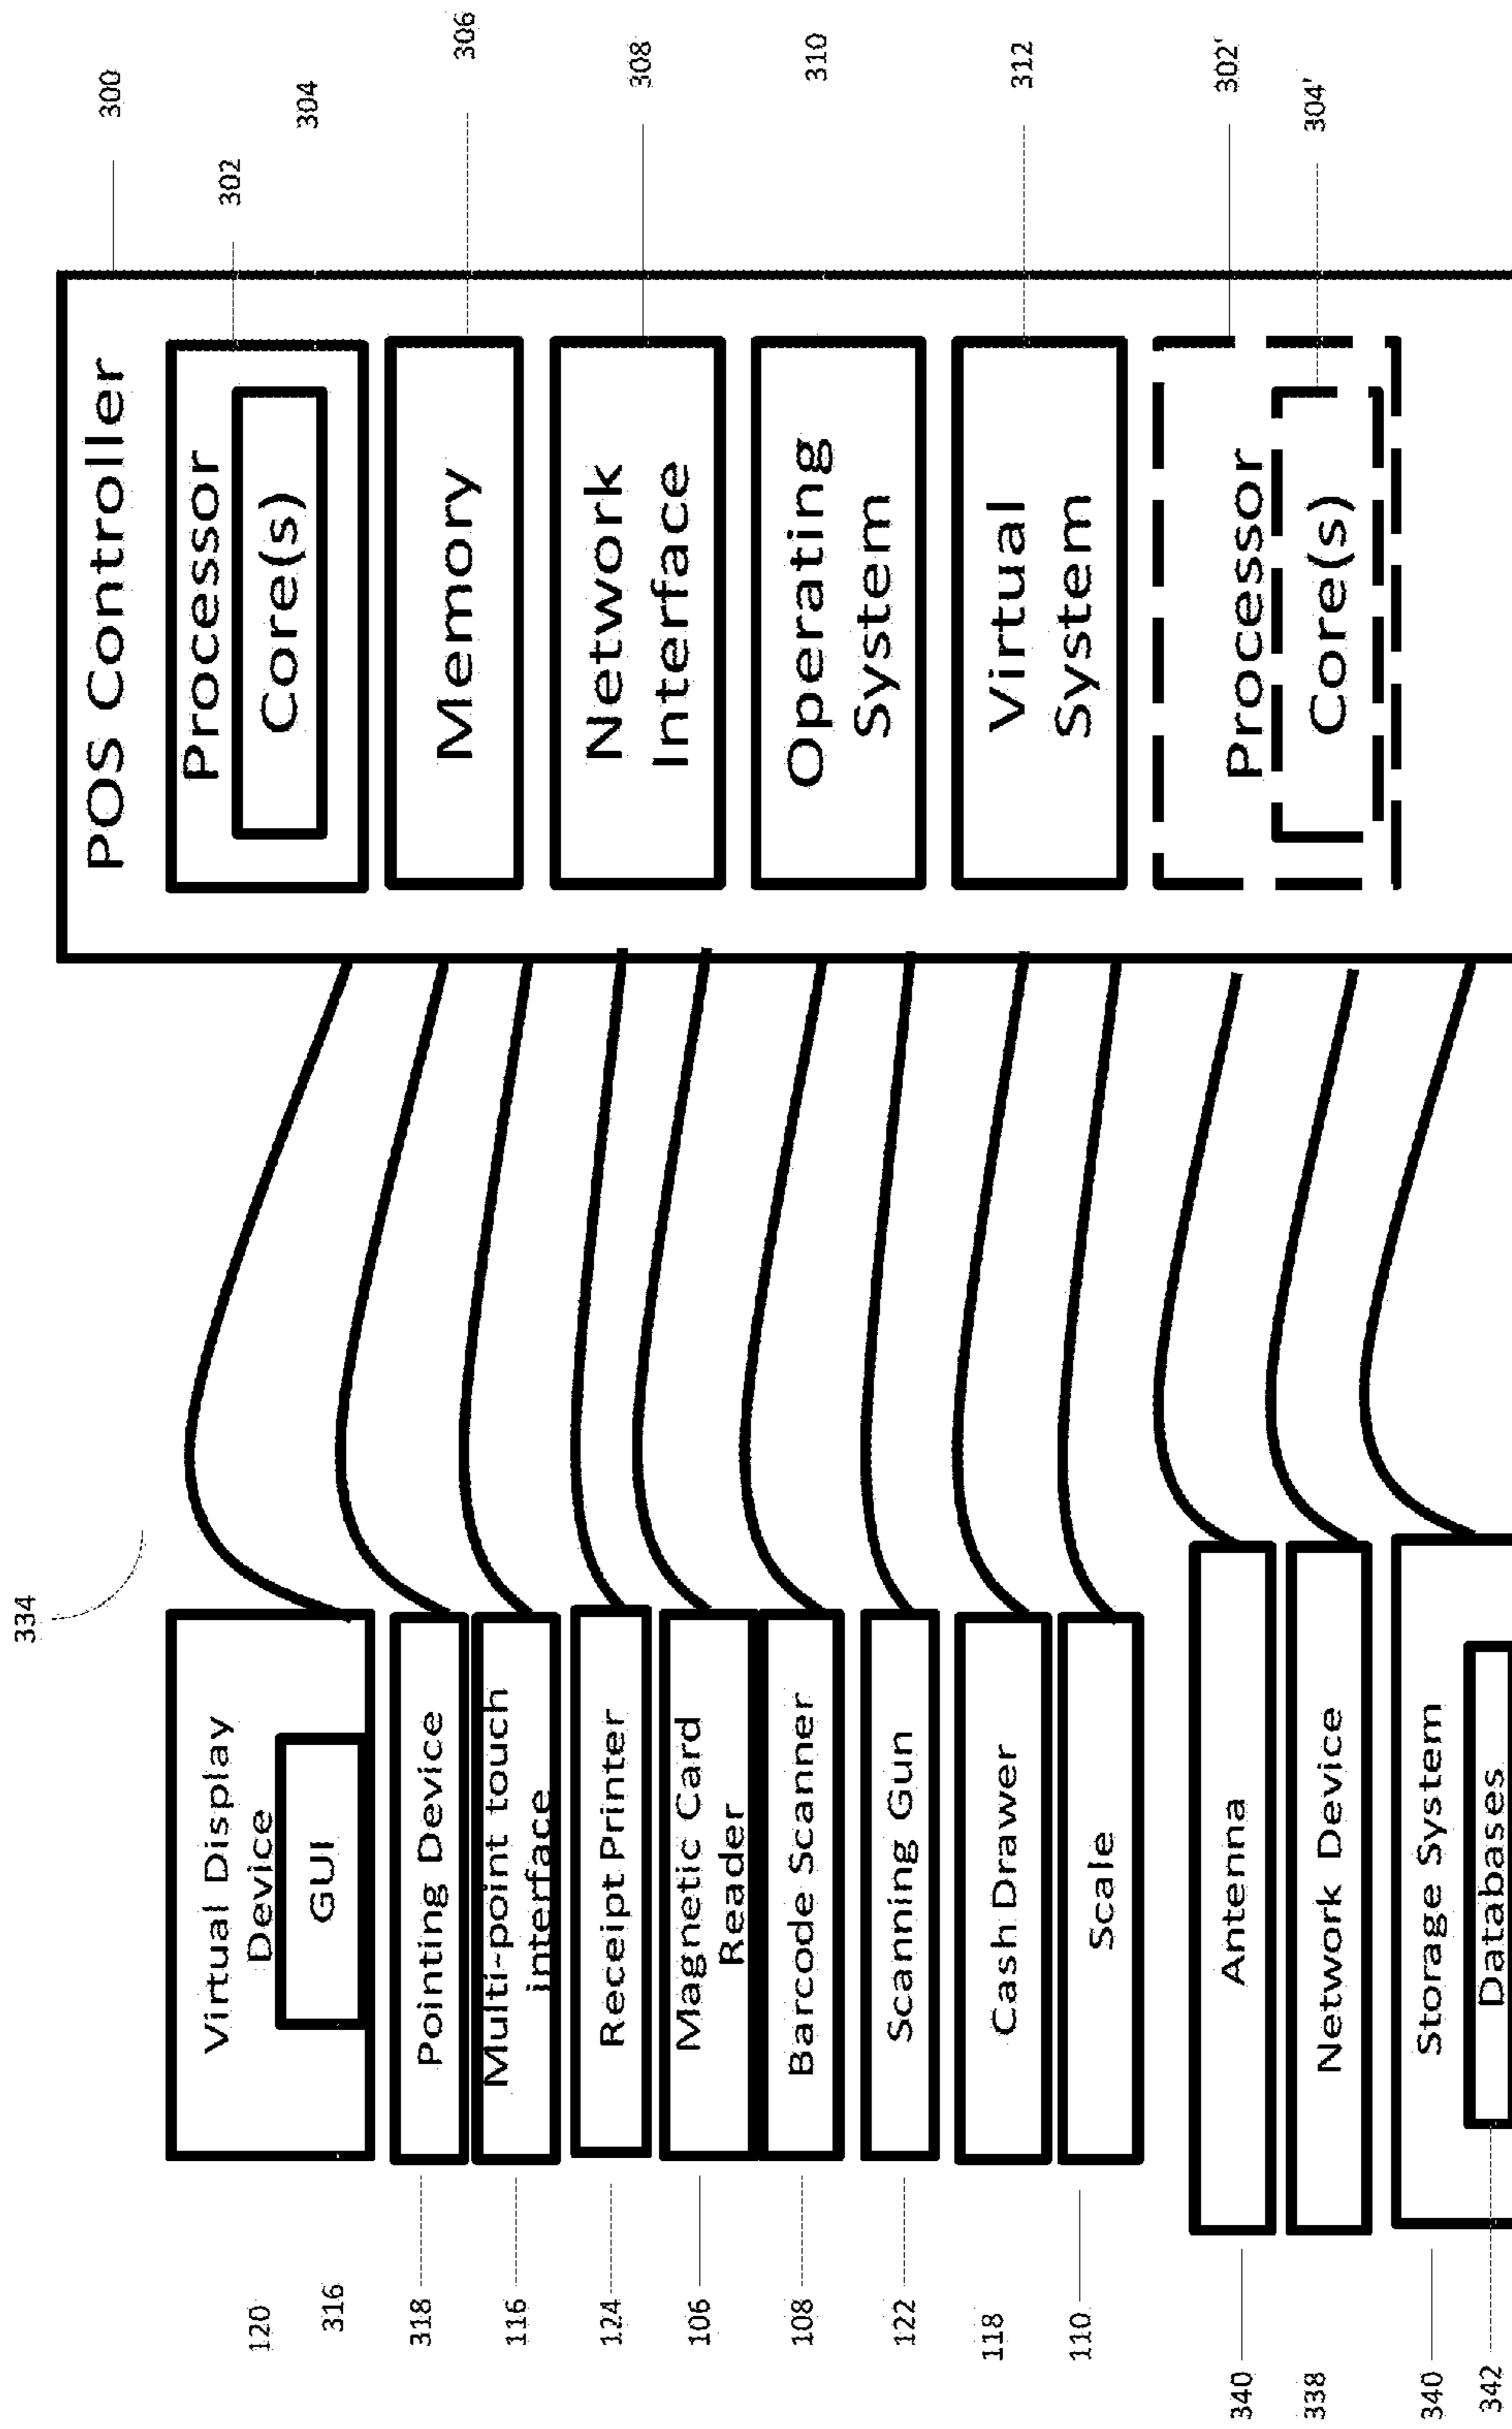 334
300
302
304
306
308
310
312
302'
304'
POS Controller
Processor
Core(s)
Memory
Network
Interface
Operating
System
Virtual
System
Processor
Core(s)
Virtual Display
Device
GUI
Pointing Device
Multi-point touch
interface
Receipt Printer
Magnetic Card
Reader
Barcode Scanner
Scanning Gun
Cash Drawer
Scale
Antenna
Network Device
Storage System
Databases
120
316
318
116
124
106
108
122
118
110
340
338
340
342